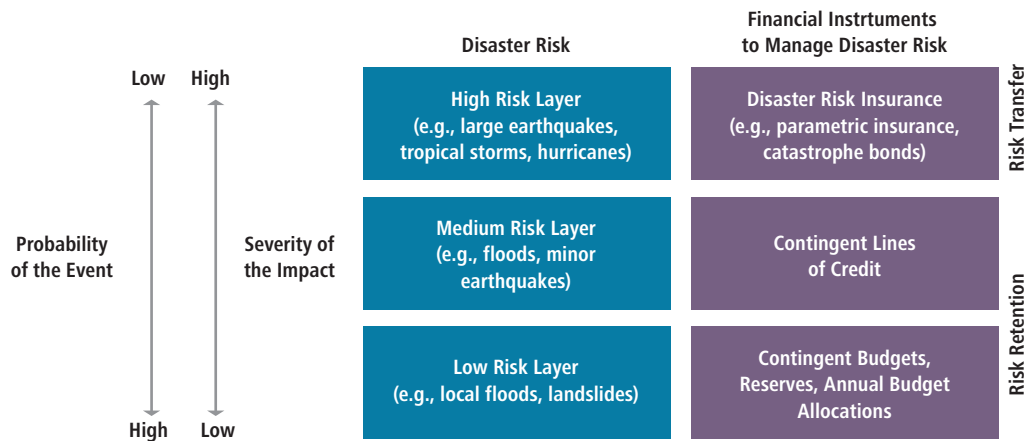 Disaster Risk
Financial Instrtuments
to Manage Disaster Risk
Low
High
High Risk Layer
(e.g., large earthquakes,
tropical storms, hurricanes)
Disaster Risk Insurance
(e.g., parametric insurance,
catastrophe bonds)
Risk Transfer
Probability
of the Event
Severity of
the Impact
Medium Risk Layer
(e.g., floods, minor
earthquakes)
Contingent Lines
of Credit
Risk Retention
Low Risk Layer
(e.g., local floods, landslides)
Contingent Budgets,
Reserves, Annual Budget
Allocations
High
Low